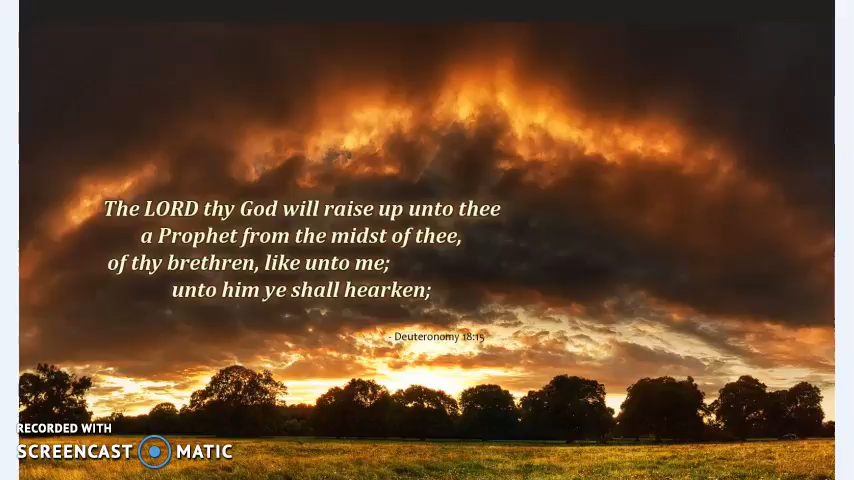 The LORD thy God will raise up unto thee
a Prophet from the midst of thee,
of thy brethren, like unto me;
unto him ye shall hearken;
- Deuteronomy 18:15
RECORDED WITH
SCREENCAST MATIC